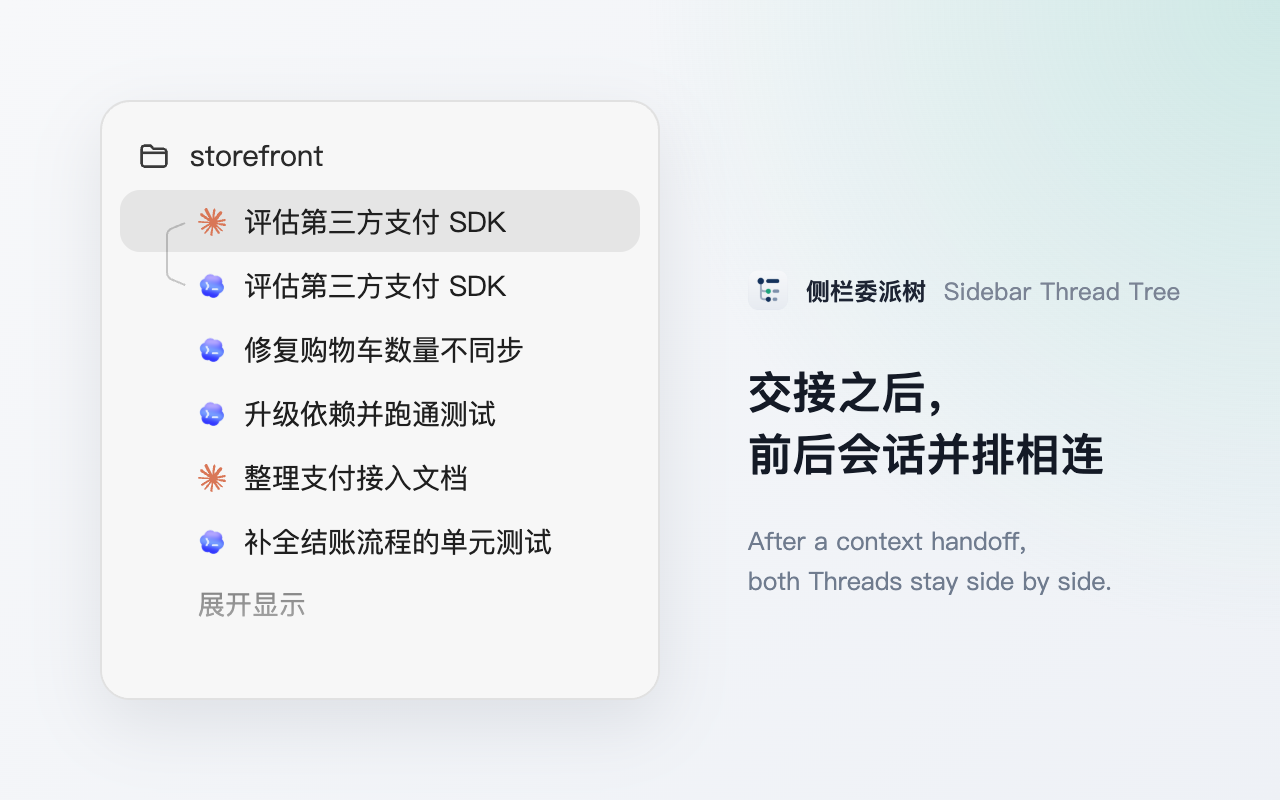 storefront
评估第三方支付 SDK
评估第三方支付 SDK
修复购物车数量不同步
升级依赖并跑通测试
整理支付接入文档
补全结账流程的单元测试
展开显示
侧栏委派树 Sidebar Thread Tree
交接之后，
前后会话并排相连
After a context handoff,
both Threads stay side by side.